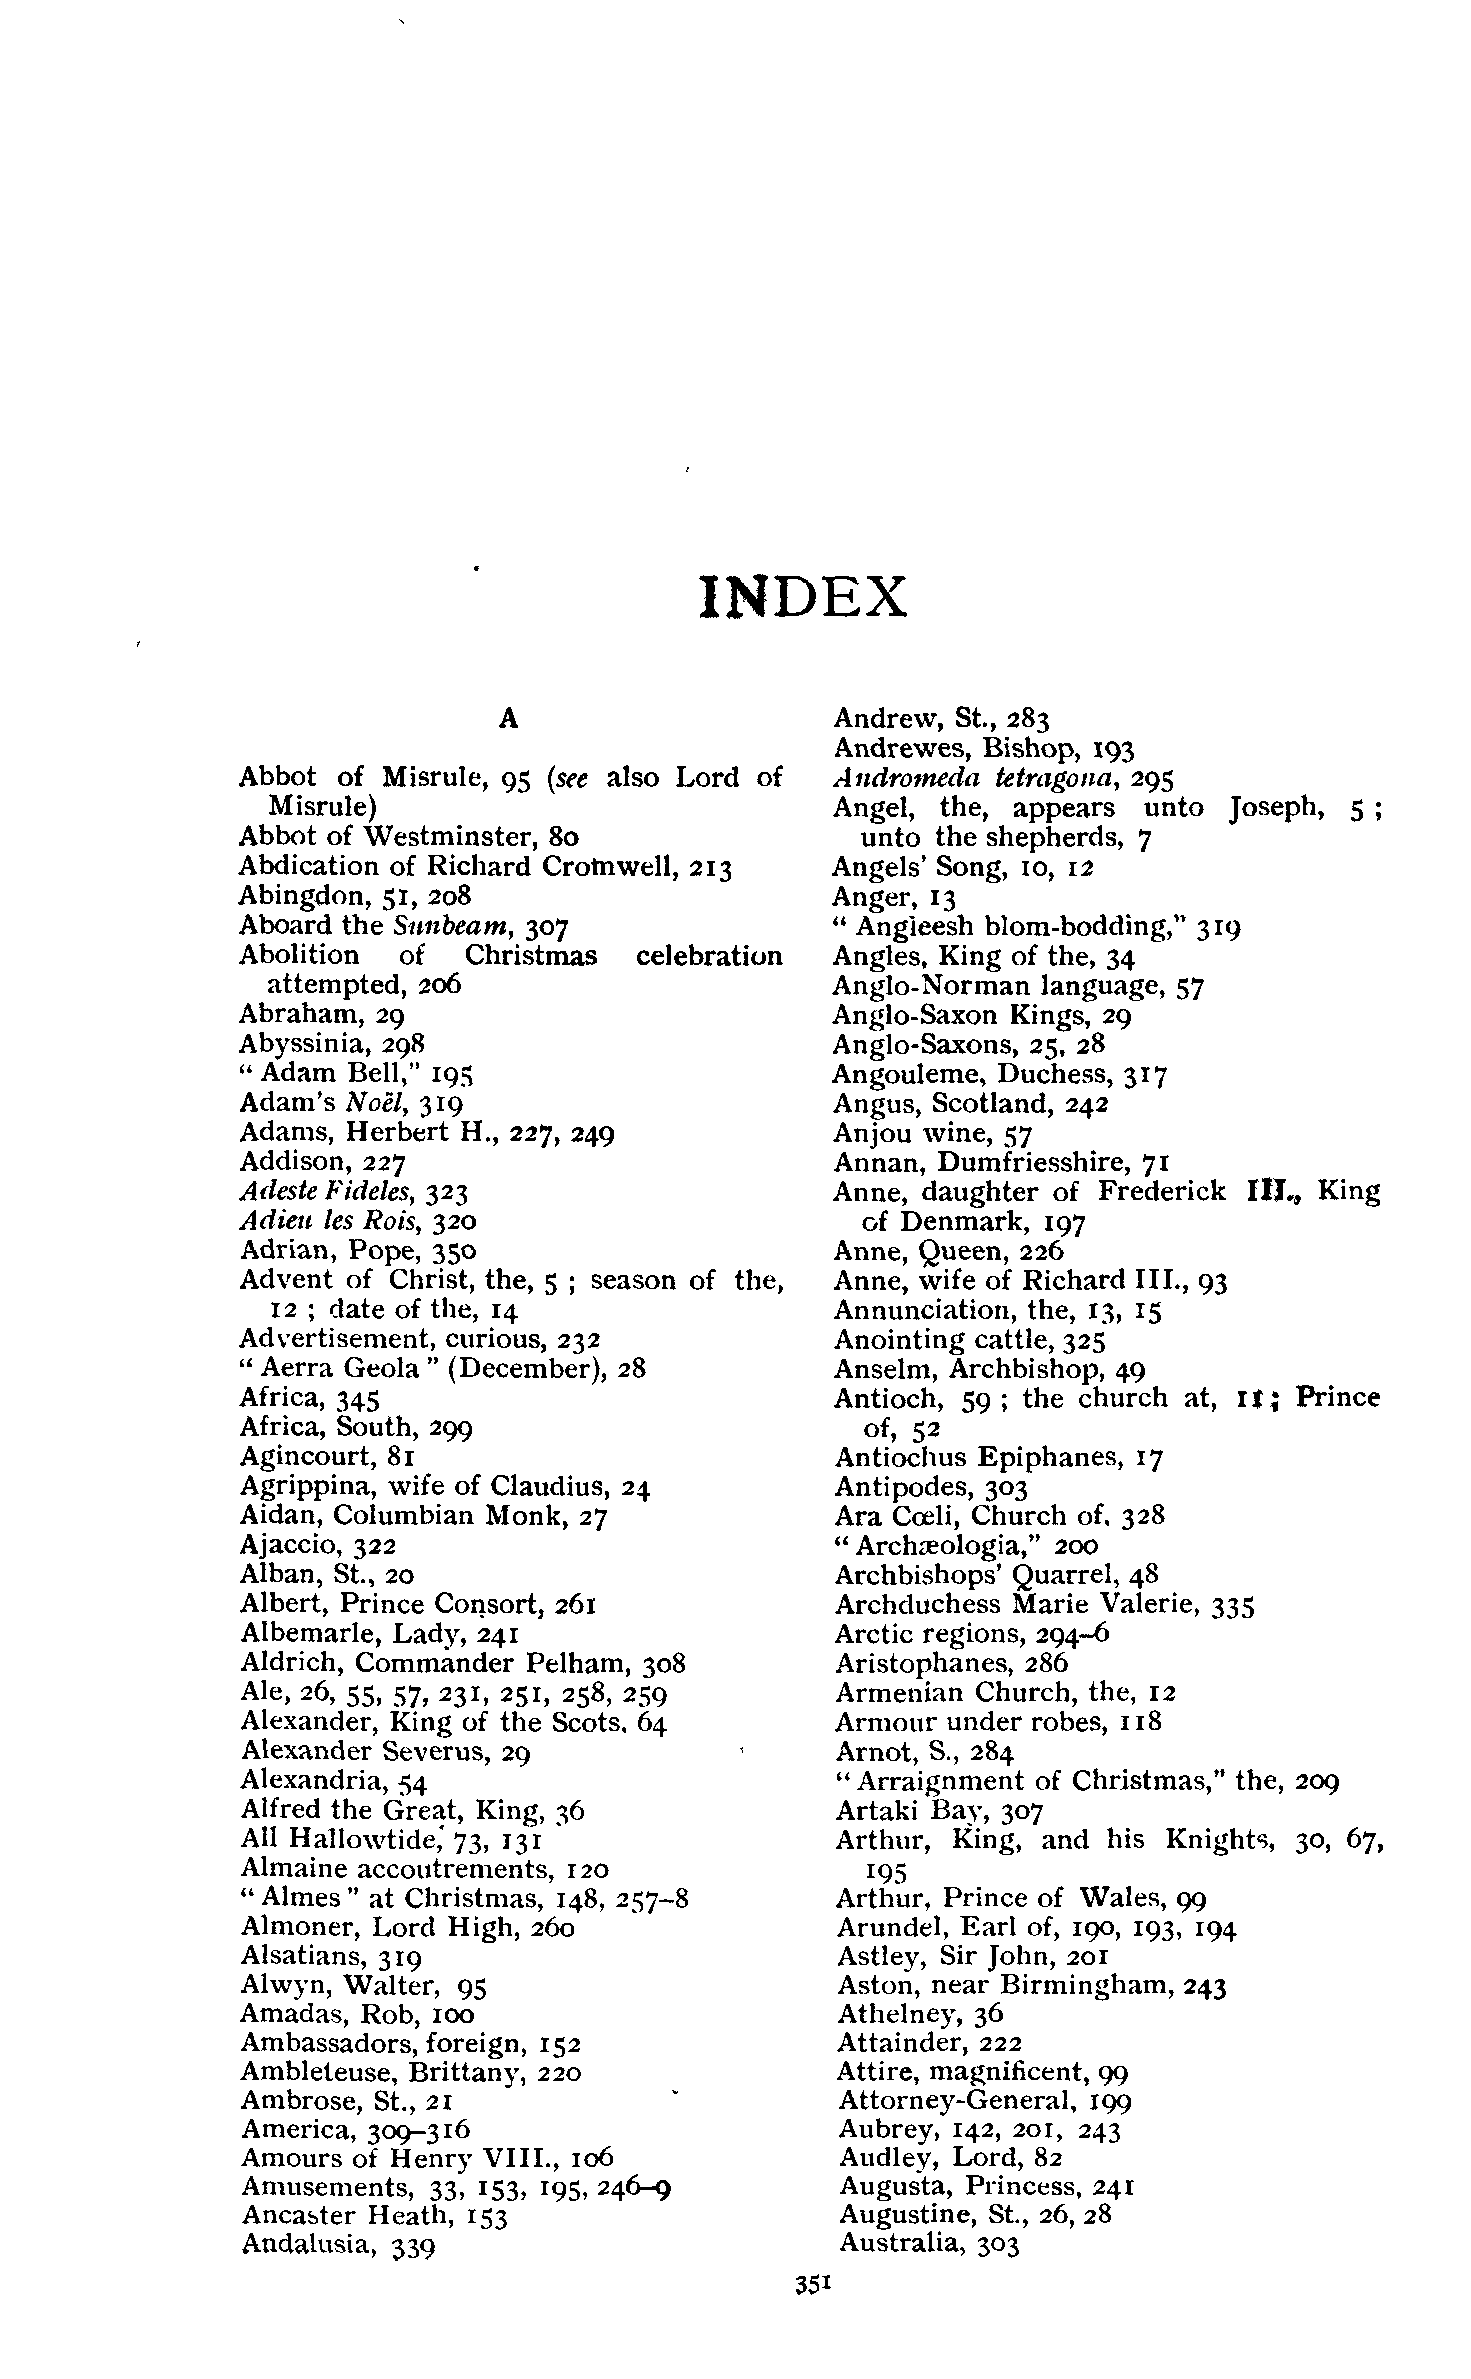 INDEX
A
Abbot of Misrule, 95 (see also Lord of
Misrule)
Abbot of Westminster, 80
Abdication of Richard Cromwell, 213
Abingdon, 51, 208
Aboard the Sunbeam, 307
Abolition of Christmas celebration
attempted, 206
Abraham, 29
Abyssinia, 298
“ Adam Bell,” 195
Adam's Noël, 319
Adams, Herbert H., 227, 249
Addison, 227
Adeste Fideles, 323
Adieu les Rois, 320
Adrian, Pope, 350
Advent of Christ, the, 5 ; season of the,
12 ; date of the, 14
Advertisement, curious, 232
“ Aerra Geola ” (December), 28
Africa, 345
Africa, South, 299
Agincourt, 81
Agrippina, wife of Claudius, 24
Aidan, Columbian Monk, 27
Ajaccio, 322
Alban, St., 20
Albert, Prince Consort, 261
Albemarle, Lady, 241
Aldrich, Commander Pelham, 308
Ale, 26, 55, 57, 231, 251, 258, 259
Alexander, King of the Scots, 64
Alexander Severus, 29
Alexandria, 54
Alfred the Great, King, 36
All Hallowtide, 73, 131
Almaine accoutrements, 120
“ Almes ” at Christmas, 148, 257–8
Almoner, Lord High, 260
Alsatians, 319
Alwyn, Walter, 95
Amadas, Rob, 100
Ambassadors, foreign, 152
Ambleteuse, Brittany, 220
Ambrose, St., 21
America, 309–316
Amours of Henry VIII., 106
Amusements, 33, 153, 195, 246–9
Ancaster Heath, 153
Andalusia, 339
Andrew, St., 283
Andrewes, Bishop, 193
Andromeda tetragona, 295
Angel, the, appears unto Joseph, 5 ;
unto the shepherds, 7
Angels' Song, 10, 12
Anger, 13
“ Angleesh blom-bodding,” 319
Angles, King of the, 34
Anglo-Norman language, 57
Anglo-Saxon Kings, 29
Anglo-Saxons, 25, 28
Angouleme, Duchess, 317
Angus, Scotland, 242
Anjou wine, 57
Annan, Dumfriesshire, 71
Anne, daughter of Frederick III., King
of Denmark, 197
Anne, Queen, 226
Anne, wife of Richard III., 93
Annunciation, the, 13, 15
Anointing cattle, 325
Anselm, Archbishop, 49
Antioch, 59 ; the church at, 11 ; Prince
of, 52
Antiochus Epiphanes, 17
Antipodes, 303
Ara Cœli, Church of, 328
“ Archæologia,” 200
Archbishops' Quarrel, 48
Archduchess Marie Valerie, 335
Arctic regions, 294–6
Aristophanes, 286
Armenian Church, the, 12
Armour under robes, 118
Arnot, S., 284
“ Arraignment of Christmas,” the, 209
Artaki Bay, 307
Arthur, King, and his Knights, 30, 67,
195
Arthur, Prince of Wales, 99
Arundel, Earl of, 190, 193, 194
Astley, Sir John, 201
Aston, near Birmingham, 243
Athelney, 36
Attainder, 222
Attire, magnificent, 99
Attorney-General, 199
Aubrey, 142, 201, 243
Audley, Lord, 82
Augusta, Princess, 241
Augustine, St., 26, 28
Australia, 303
351